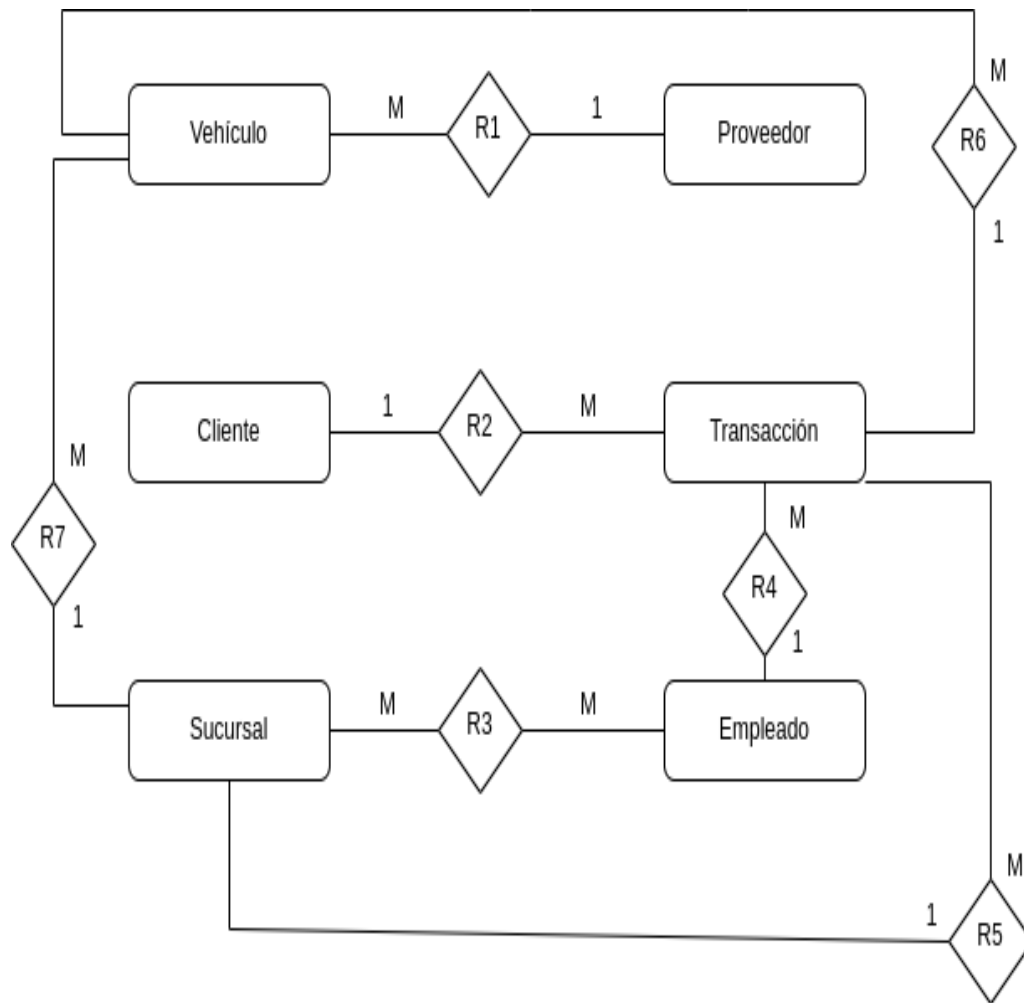 M
Vehículo
M
R1
1
Proveedor
R6
1
Cliente
1
R2
M
Transacción
M
R7
1
M
R4
1
Sucursal
M
R3
M
Empleado
M
1
R5